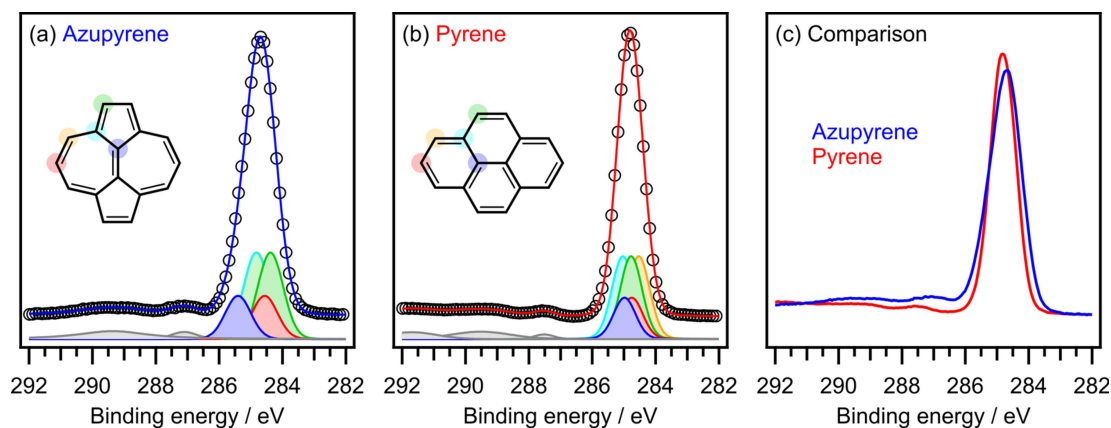 (a) Azupyrene
(b) Pyrene
(c) Comparison
Azupyrene
Pyrene
292 290 288 286 284 282
292 290 288 286 284 282
292 290 288 286 284 282
Binding energy / eV
Binding energy / eV
Binding energy / eV